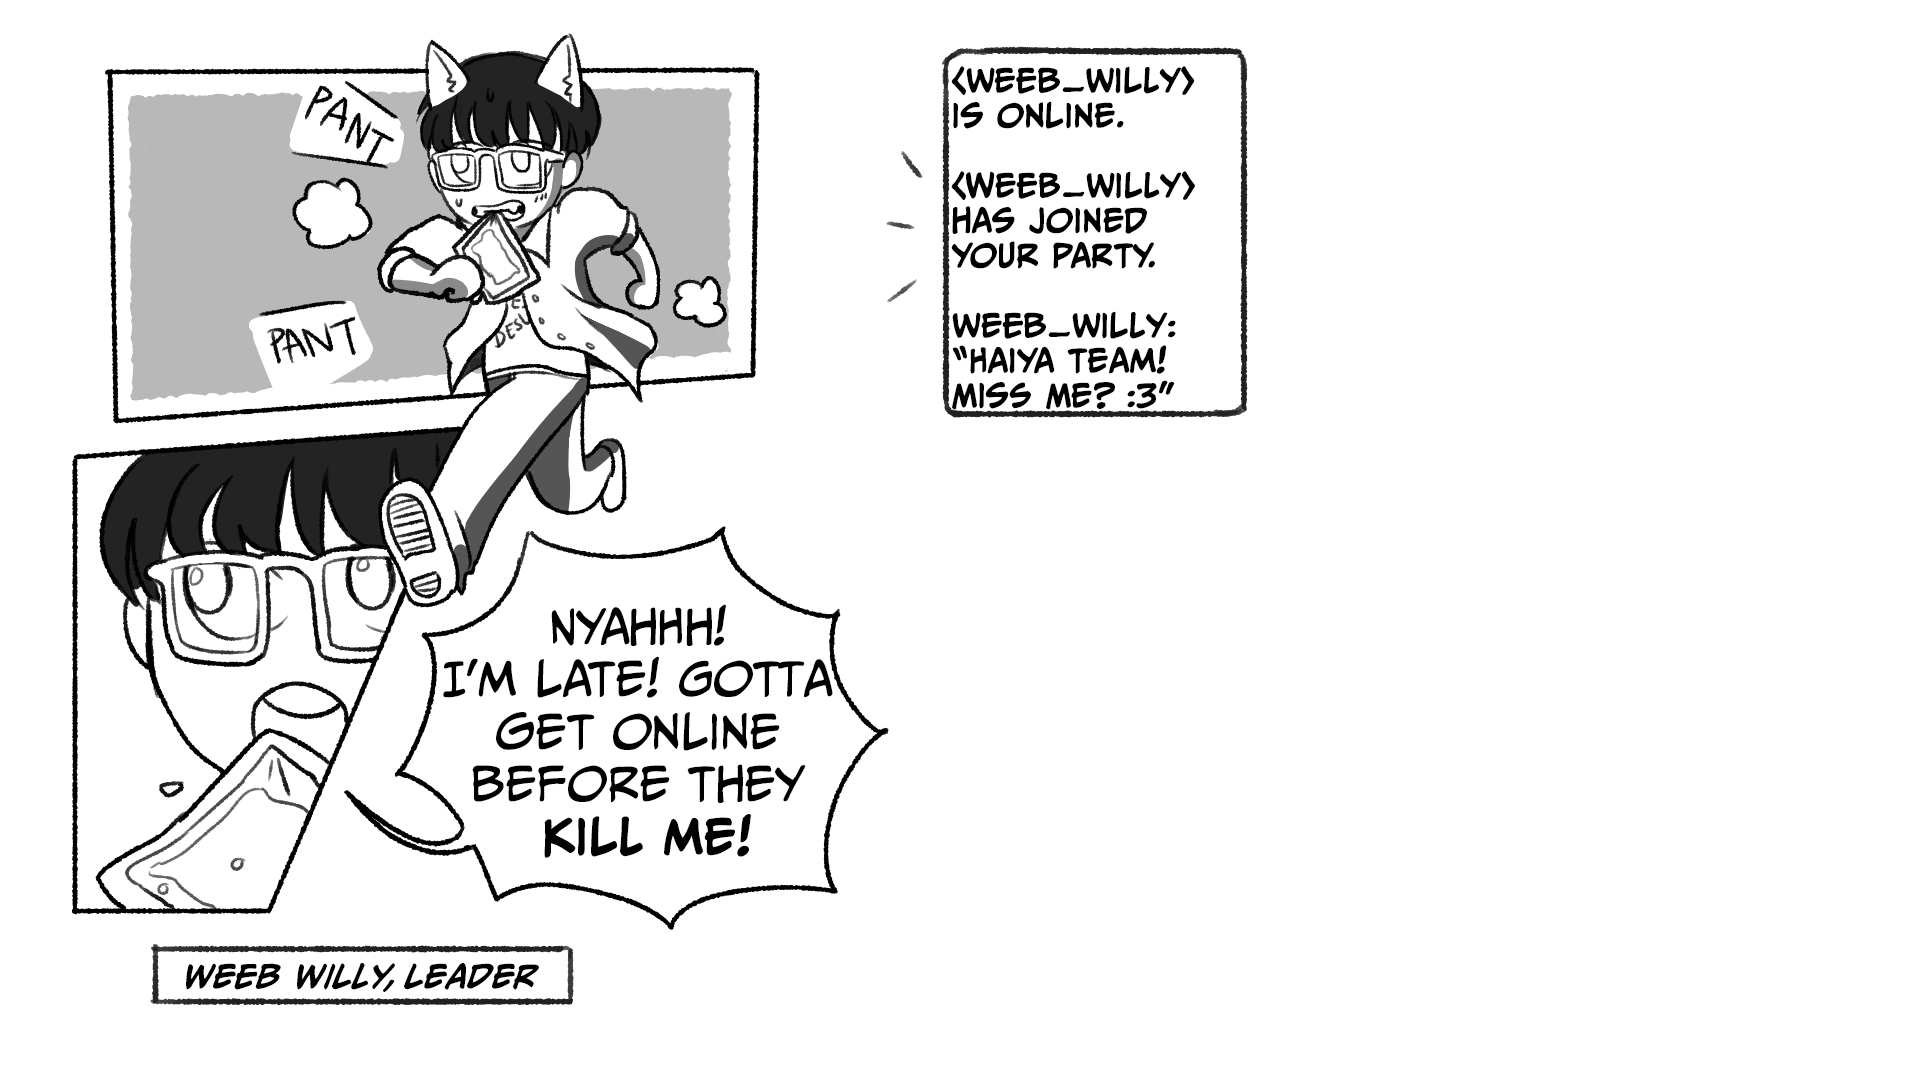 PANT
PANT
DESU
NYAHHH!
I'M LATE! GOTTA
GET ONLINE
BEFORE THEY
KILL ME!
WEEB WILLY, LEADER
<WEEB_WILLY>
IS ONLINE.
<WEEB_WILLY>
HAS JOINED
YOUR PARTY.
WEEB_WILLY:
"HAIYA TEAM!
MISS ME? :3"